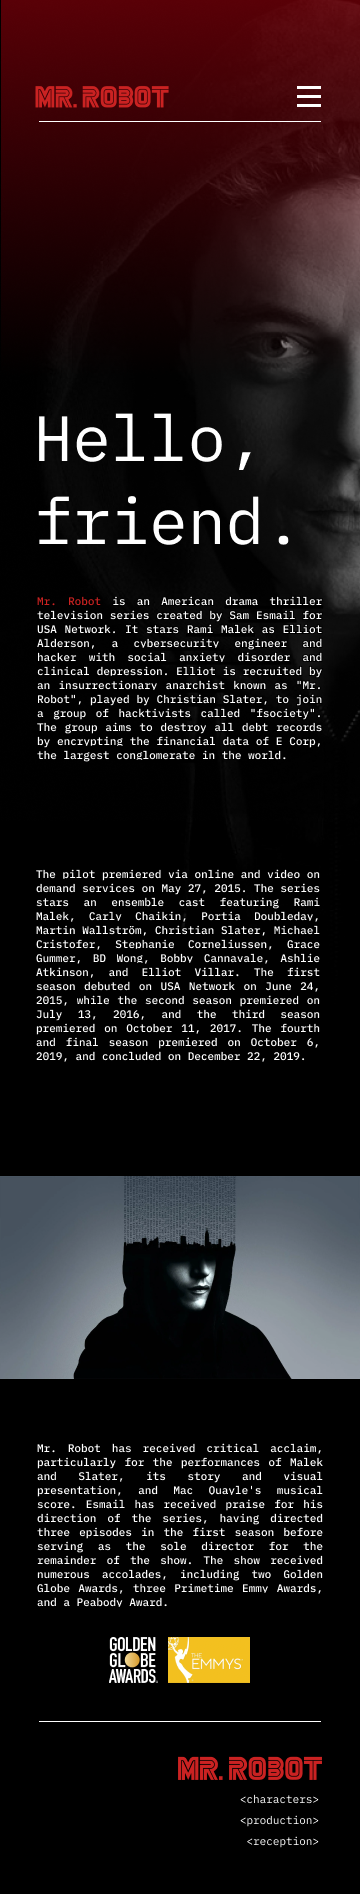 MR. ROBOT
Hello,
friend.
Mr. Robot is an American drama thriller
television series created by Sam Esmail for
USA Network. It stars Rami Malek as Elliot
Alderson, a cybersecurity engineer and
hacker with social anxiety disorder and
clinical depression. Elliot is recruited by
an insurrectionary anarchist known as "Mr.
Robot", played by Christian Slater, to join
a group of hacktivists called "fsociety".
The group aims to destroy all debt records
by encrypting the financial data of E Corp,
the largest conglomerate in the world.
The pilot premiered via online and video on
demand services on May 27, 2015. The series
stars an ensemble cast featuring Rami
Malek, Carly Chaikin, Portia Doubleday,
Martin Wallström, Christian Slater, Michael
Cristofer, Stephanie Corneliussen, Grace
Gummer, BD Wong, Bobby Cannavale, Ashlie
Atkinson, and Elliot Villar. The first
season debuted on USA Network on June 24,
2015, while the second season premiered on
July 13, 2016, and the third season
premiered on October 11, 2017. The fourth
and final season premiered on October 6,
2019, and concluded on December 22, 2019.
Mr. Robot has received critical acclaim,
particularly for the performances of Malek
and Slater, its story and visual
presentation, and Mac Quayle's musical
score. Esmail has received praise for his
direction of the series, having directed
three episodes in the first season before
serving as the sole director for the
remainder of the show. The show received
numerous accolades, including two Golden
Globe Awards, three Primetime Emmy Awards,
and a Peabody Award.
GOLDEN
GLOBE
AWARDS
THE
EMMYS
MR. ROBOT
<characters>
<production>
<reception>